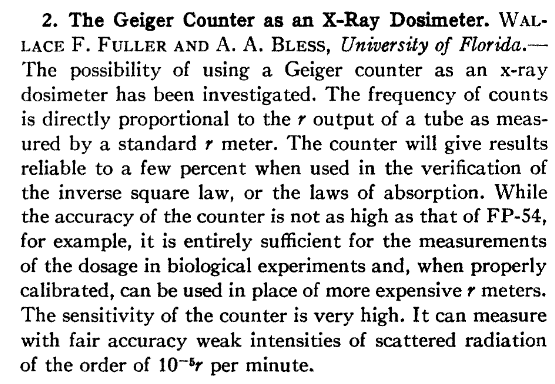 2. The Geiger Counter as an X-Ray Dosimeter. WAL-
LACE F. FULLER AND A. A. BLESS, University of Florida.—
The possibility of using a Geiger counter as an x-ray
dosimeter has been investigated. The frequency of counts
is directly proportional to the r output of a tube as meas-
ured by a standard r meter. The counter will give results
reliable to a few percent when used in the verification of
the inverse square law, or the laws of absorption. While
the accuracy of the counter is not as high as that of FP-54,
for example, it is entirely sufficient for the measurements
of the dosage in biological experiments and, when properly
calibrated, can be used in place of more expensive r meters.
The sensitivity of the counter is very high. It can measure
with fair accuracy weak intensities of scattered radiation
of the order of 10⁻⁵r per minute.